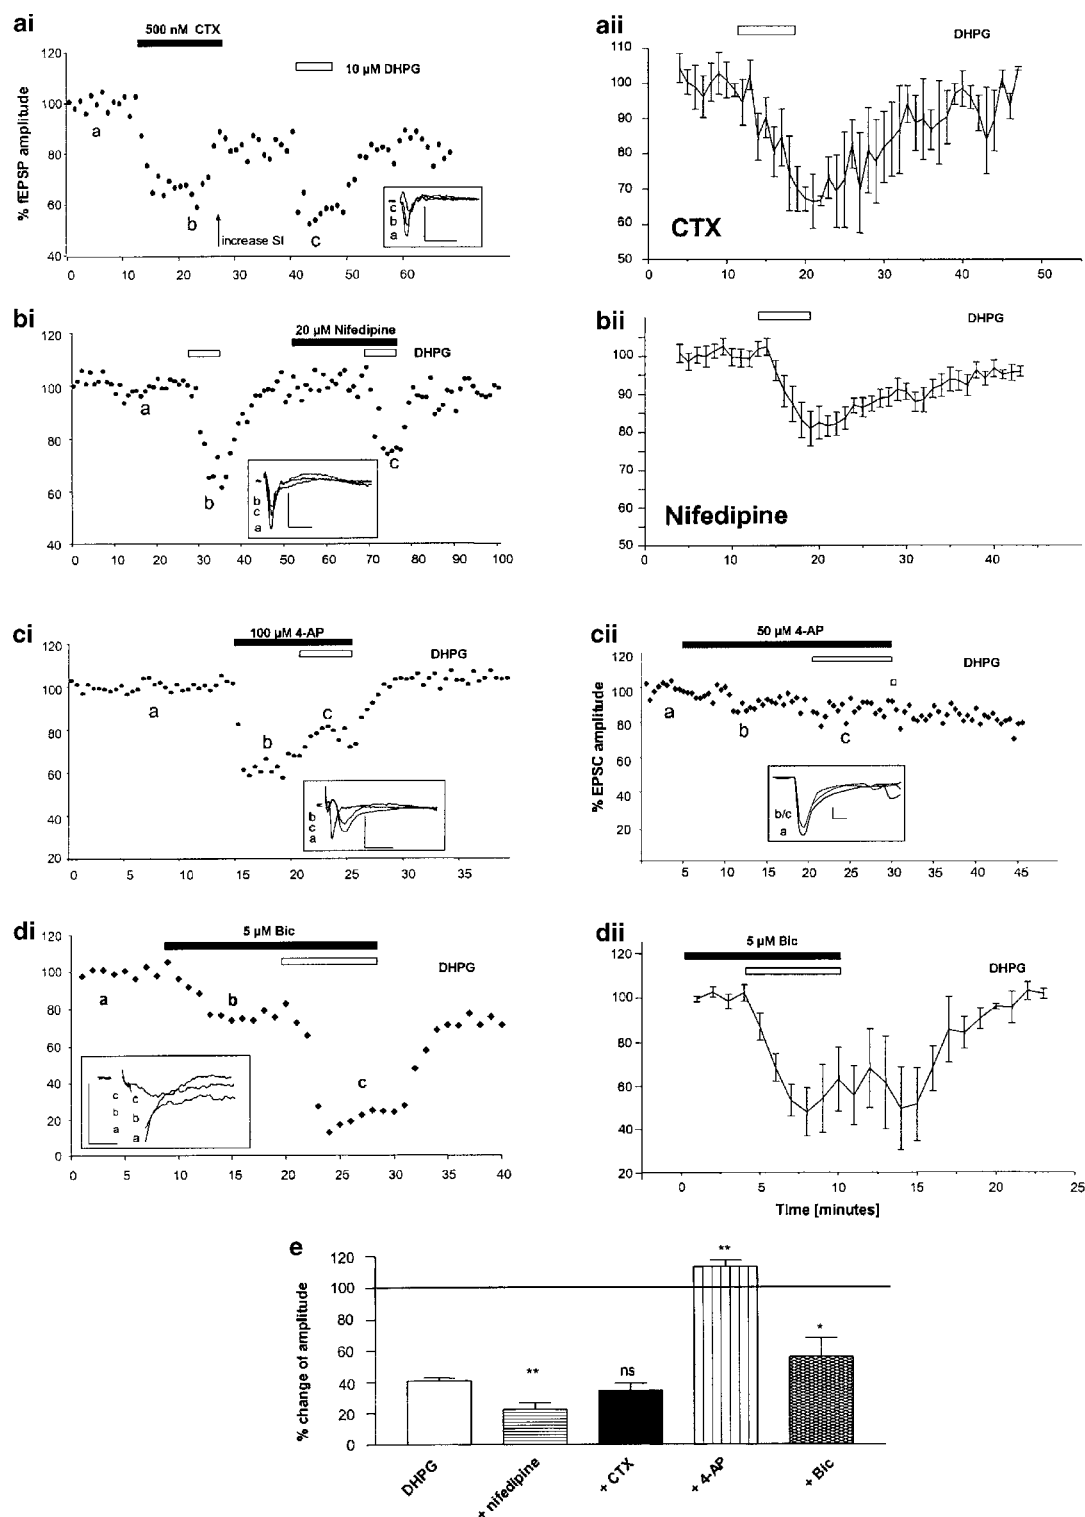 ai
500 nM CTX
10 µM DHPG
% fEPSP amplitude
120
100
80
60
40
a
b
c
increase SI
c
b
a
0 10 20 30 40 50 60
aii
DHPG
110
100
90
80
70
60
50
CTX
0 10 20 30 40 50
bi
20 µM Nifedipine
DHPG
120
100
80
60
40
a
b
c
b
c
a
0 10 20 30 40 50 60 70 80 90 100
bii
DHPG
100
90
80
70
60
50
Nifedipine
0 10 20 30 40
ci
100 µM 4-AP
DHPG
120
100
80
60
40
20
a
b
c
b
c
a
0 5 10 15 20 25 30 35
cii
50 µM 4-AP
DHPG
% EPSC amplitude
120
100
80
60
40
20
a
b
c
b/c
a
5 10 15 20 25 30 35 40 45
di
5 µM Bic
DHPG
120
100
80
60
40
20
0
a
b
c
c c
b b
a a
0 5 10 15 20 25 30 35 40
dii
5 µM Bic
DHPG
120
100
80
60
40
20
0 5 10 15 20 25
Time [minutes]
e
% change of amplitude
120
100
80
60
40
20
0
**
ns
**
*
DHPG
+ nifedipine
+ CTX
+ 4-AP
+ Bic